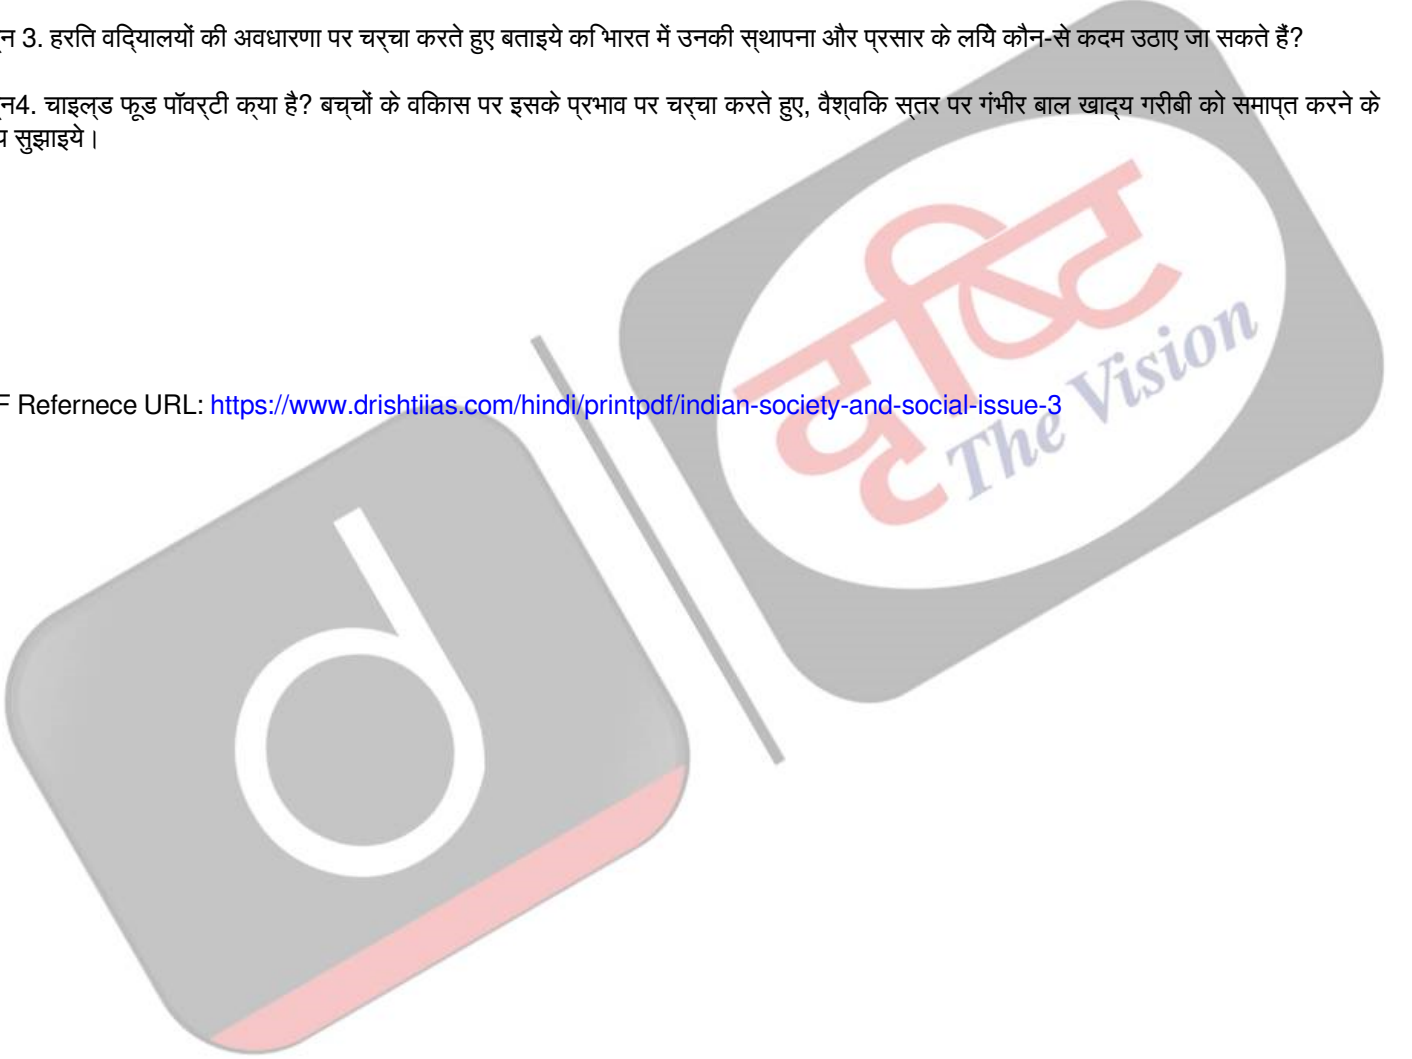 न 3. हरित विद्यालयों की अवधारणा पर चर्चा करते हुए बताइये कि भारत में उनकी स्थापना और प्रसार के लिये कौन-से कदम उठाए जा सकते हैं?
न4. चाइल्ड फूड पॉवर्टी क्या है? बच्चों के विकास पर इसके प्रभाव पर चर्चा करते हुए, वैश्विक स्तर पर गंभीर बाल खाद्य गरीबी को समाप्त करने के
य सुझाइये।
F Refernece URL: https://www.drishtiias.com/hindi/printpdf/indian-society-and-social-issue-3
दृष्टि
The Vision
d